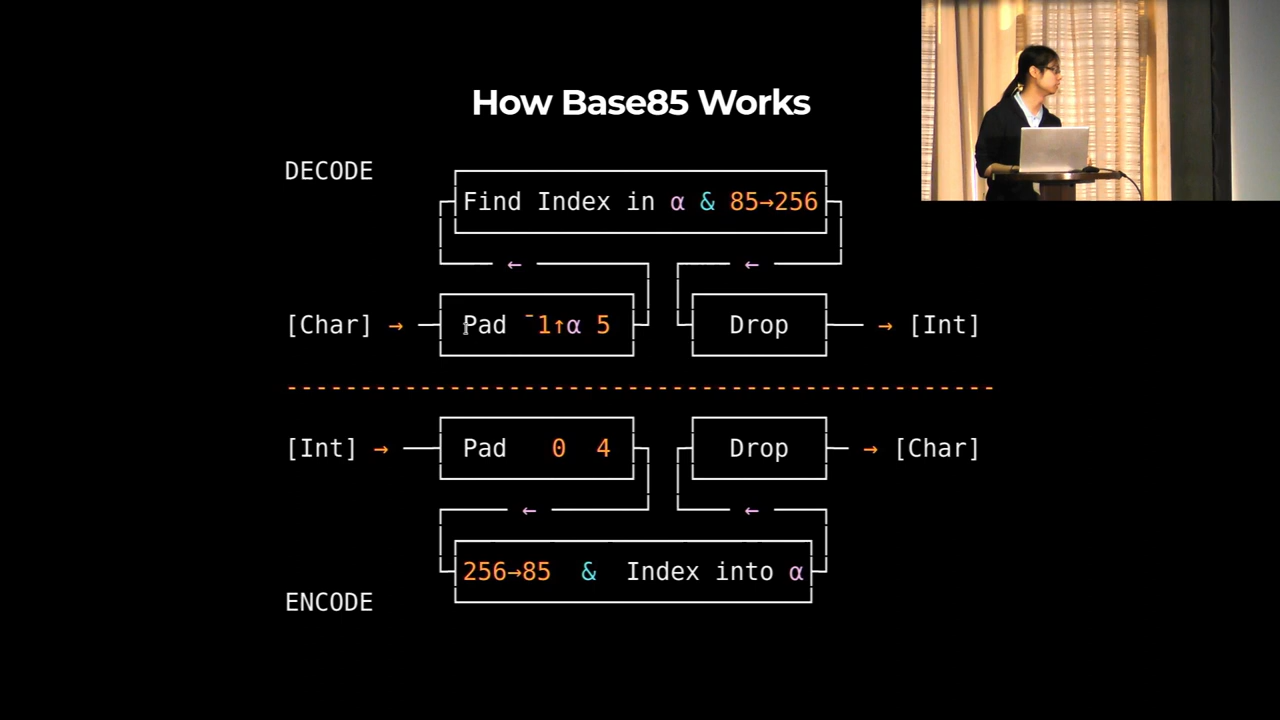 How Base85 Works
DECODE
Find Index in α & 85→256
← ←
[Char] → Pad ¯1↑α 5 Drop → [Int]
[Int] → Pad 0 4 Drop → [Char]
← ←
256→85 & Index into α
ENCODE